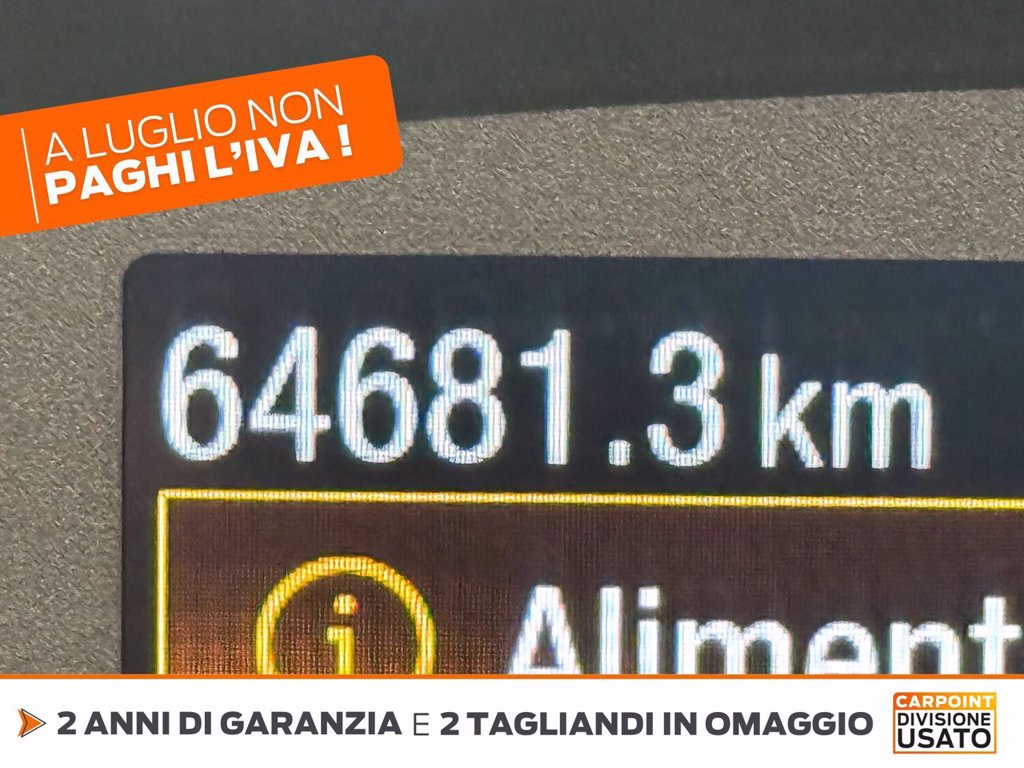 A LUGLIO NON
PAGHI L'IVA !
64681.3 km
i
2 ANNI DI GARANZIA E 2 TAGLIANDI IN OMAGGIO
CARPOINT
DIVISIONE
USATO